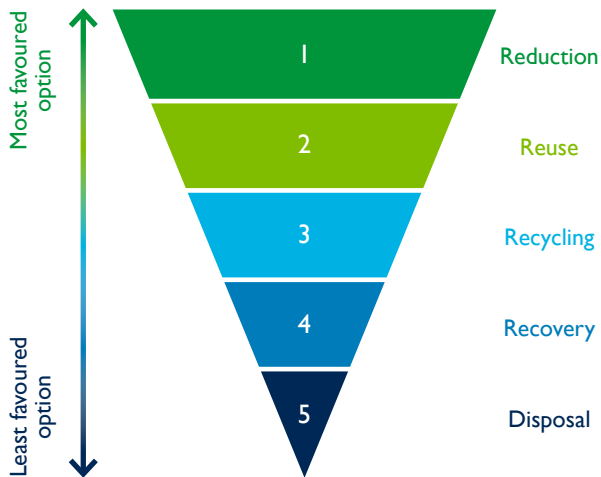 Most favoured
option
1
Reduction
2
Reuse
3
Recycling
4
Recovery
Least favoured
option
5
Disposal